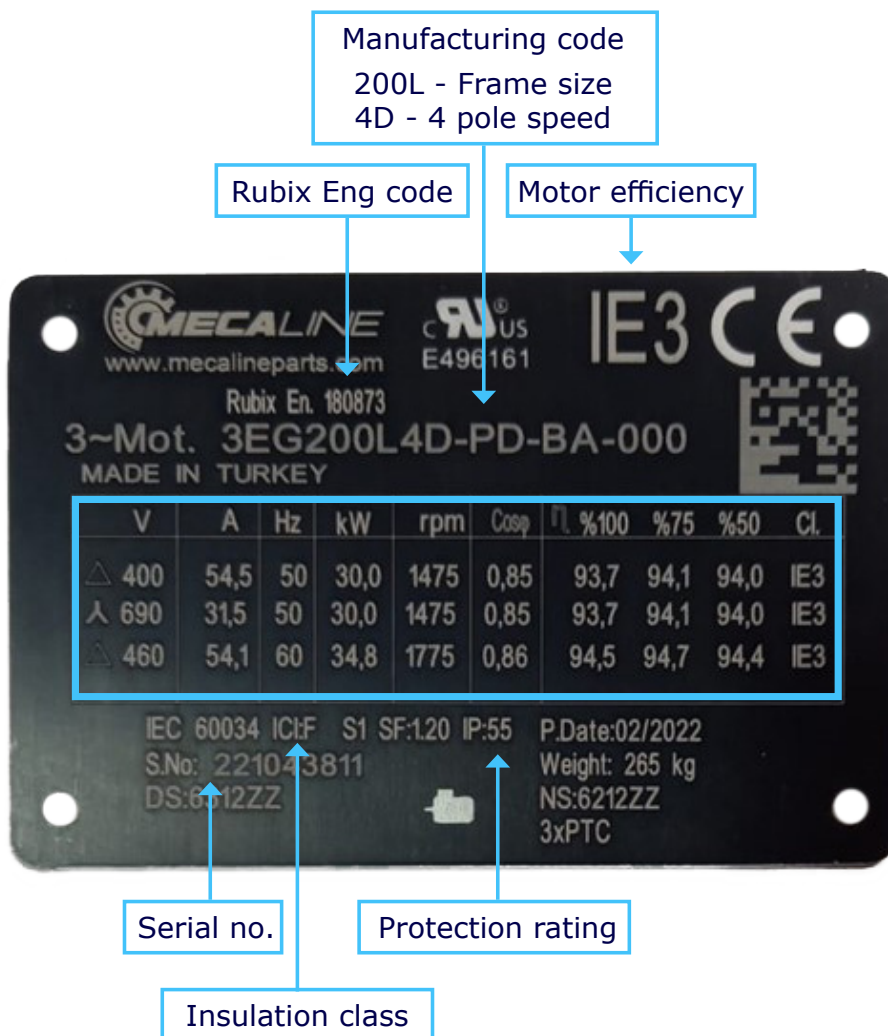 Manufacturing code
200L - Frame size
4D - 4 pole speed
Rubix Eng code
Motor efficiency
MECALINE
www.mecalineparts.com
C RU ® US
E496161
IE3 CE
Rubix En. 180873
3~Mot. 3EG200L4D-PD-BA-000
MADE IN TURKEY
V A Hz kW rpm Cosφ η. %100 %75 %50 Cl.
△ 400 54,5 50 30,0 1475 0,85 93,7 94,1 94,0 IE3
⅄ 690 31,5 50 30,0 1475 0,85 93,7 94,1 94,0 IE3
△ 460 54,1 60 34,8 1775 0,86 94,5 94,7 94,4 IE3
IEC 60034 ICl:F S1 SF:1.20 IP:55 P.Date:02/2022
S.No: 221043811 Weight: 265 kg
DS:6312ZZ NS:6212ZZ
3xPTC
Serial no.
Protection rating
Insulation class